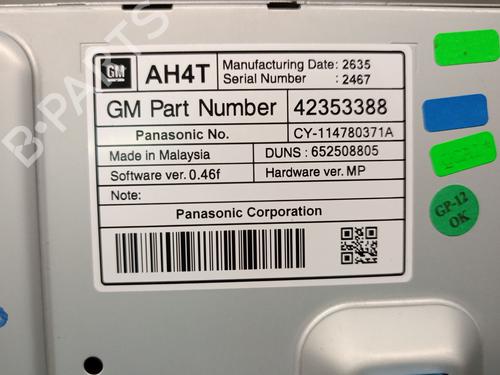 GM
AH4T
Manufacturing Date: 2635
Serial Number : 2467
GM Part Number 42353388
Panasonic No. CY-114780371A
Made in Malaysia DUNS : 652508805
Software ver. 0.46f Hardware ver. MP
Note:
Panasonic Corporation
GP-12
OK
B-PARTS